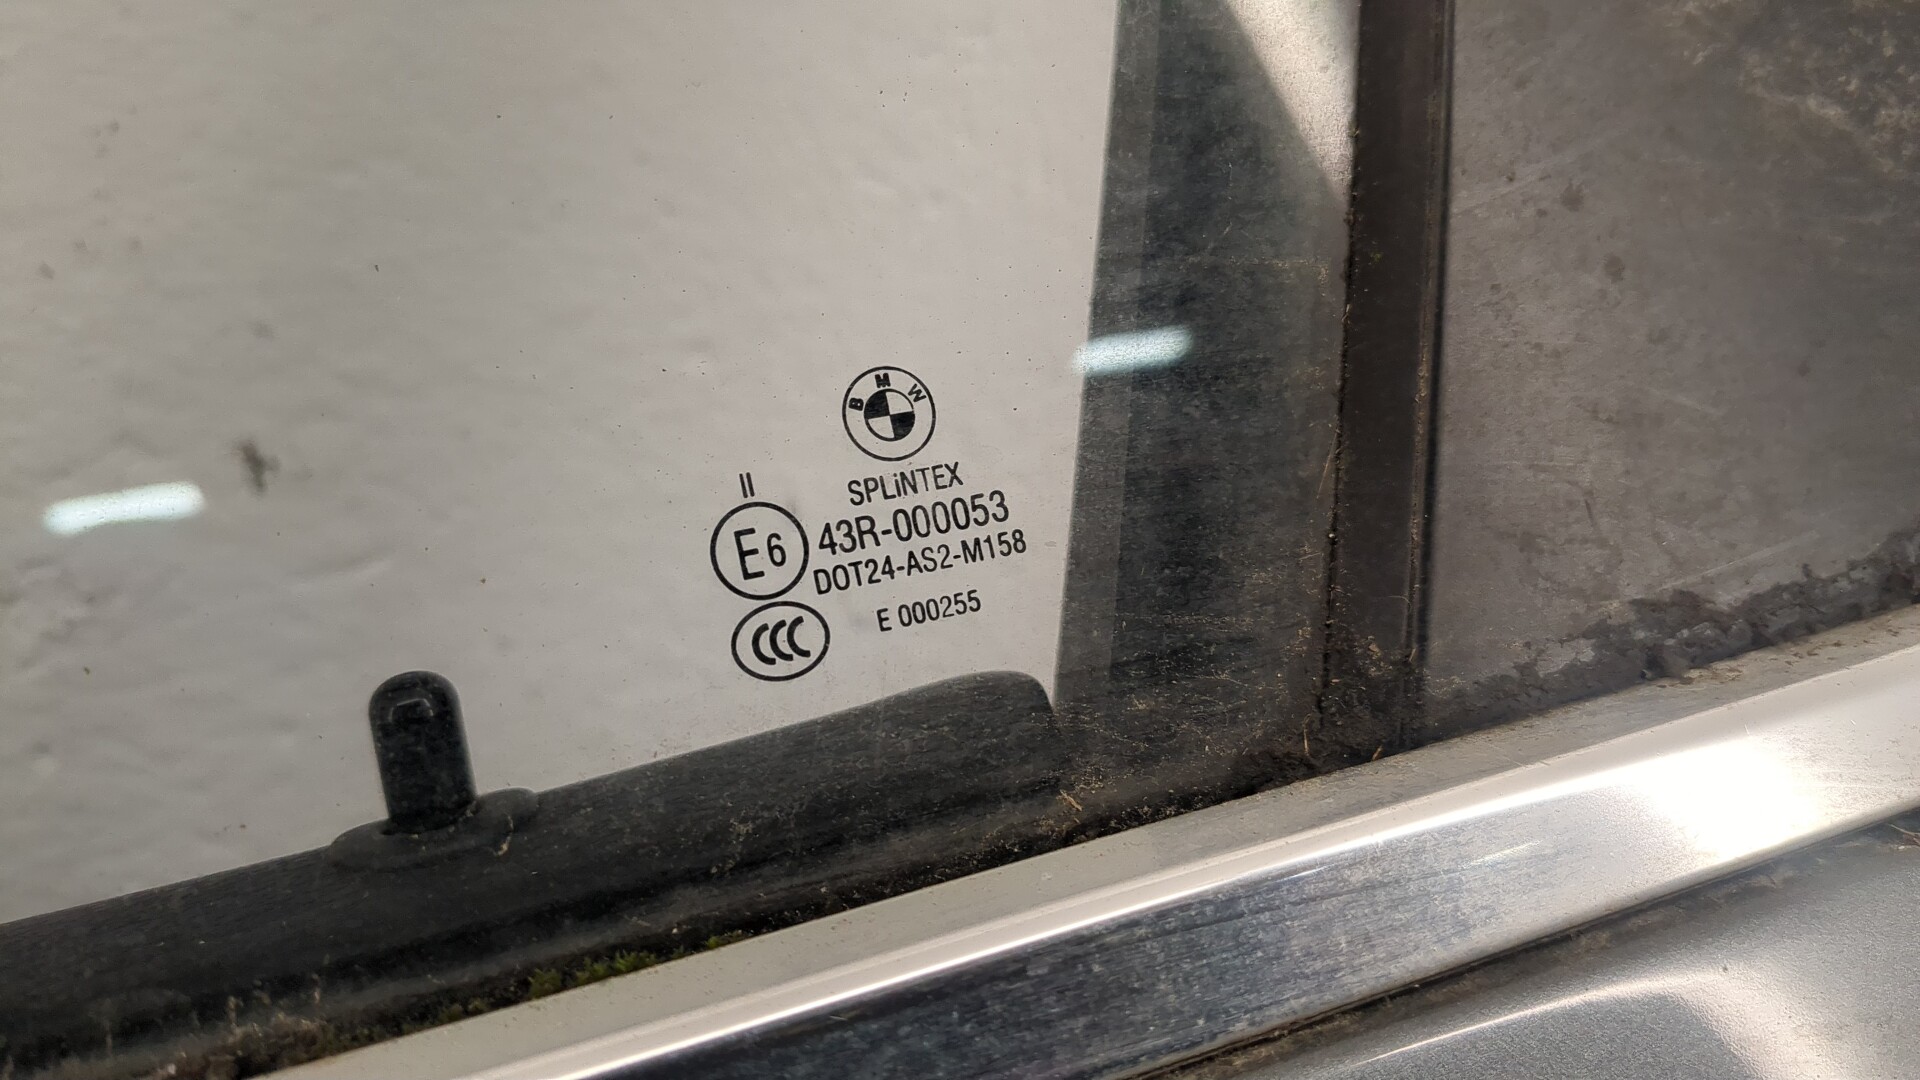 BMW
SPLiNTEX
II
E6 43R-000053
DOT24-AS2-M158
CCC E 000255